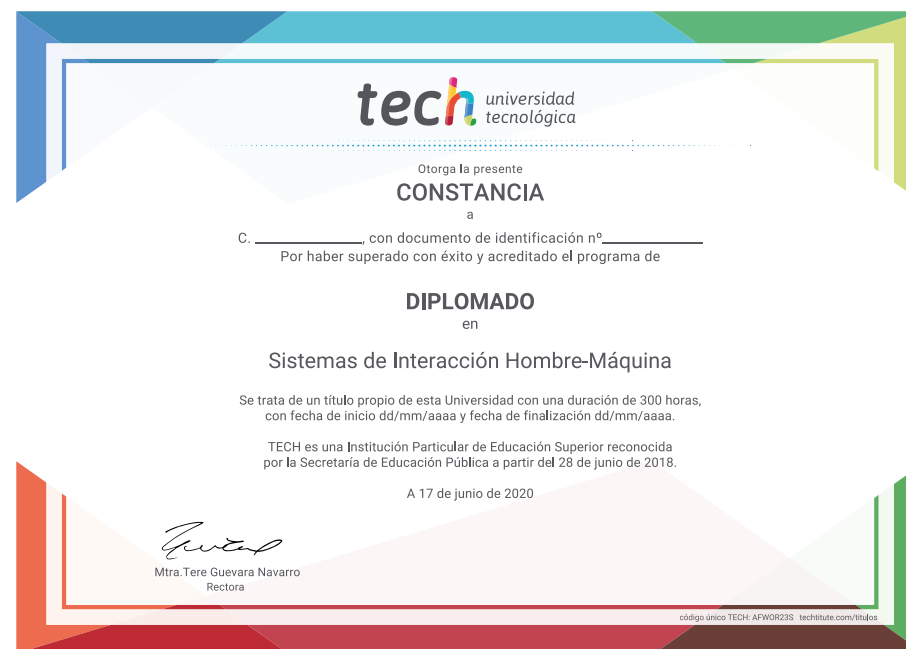 tech universidad
tecnológica
Otorga la presente
CONSTANCIA
a
C. ____________, con documento de identificación nº____________
Por haber superado con éxito y acreditado el programa de
DIPLOMADO
en
Sistemas de Interacción Hombre-Máquina
Se trata de un título propio de esta Universidad con una duración de 300 horas,
con fecha de inicio dd/mm/aaaa y fecha de finalización dd/mm/aaaa.
TECH es una Institución Particular de Educación Superior reconocida
por la Secretaría de Educación Pública a partir del 28 de junio de 2018.
A 17 de junio de 2020
Mtra.Tere Guevara Navarro
Rectora
código único TECH: AFWOR23S techtitute.com/titulos